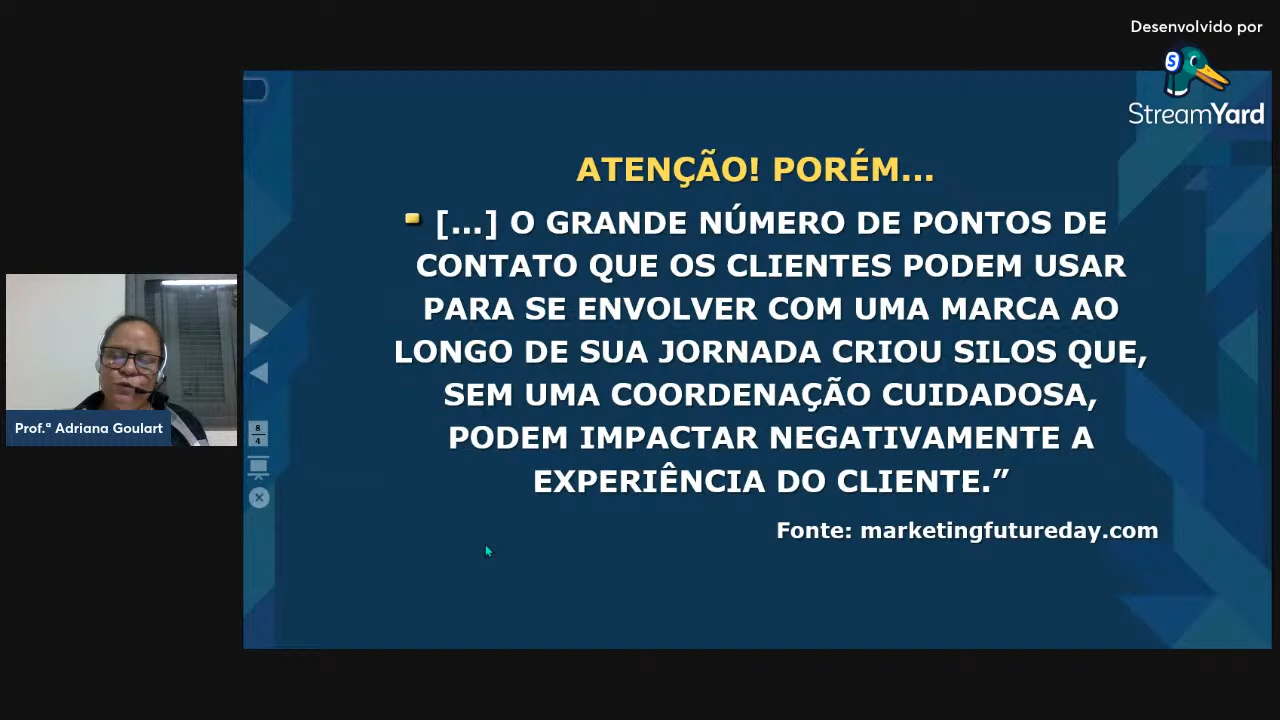 Desenvolvido por
StreamYard
ATENÇÃO! PORÉM...
[...] O GRANDE NÚMERO DE PONTOS DE
CONTATO QUE OS CLIENTES PODEM USAR
PARA SE ENVOLVER COM UMA MARCA AO
LONGO DE SUA JORNADA CRIOU SILOS QUE,
SEM UMA COORDENAÇÃO CUIDADOSA,
PODEM IMPACTAR NEGATIVAMENTE A
EXPERIÊNCIA DO CLIENTE.”
Fonte: marketingfutureday.com
Prof.ª Adriana Goulart
8
4